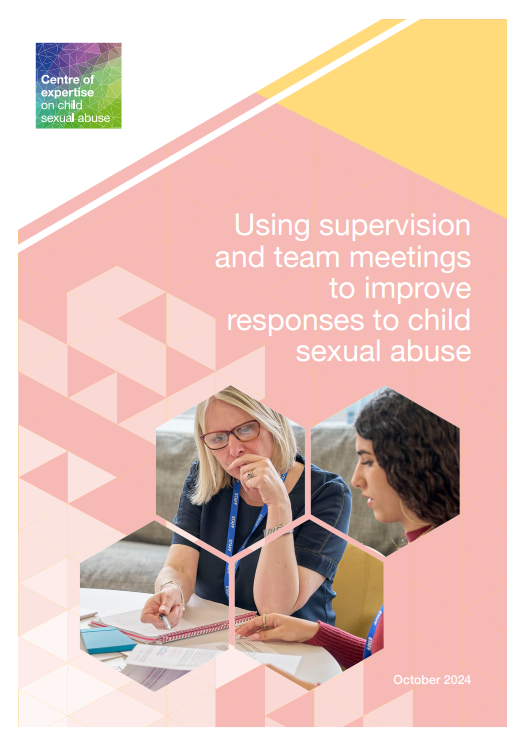 Centre of
expertise
on child
sexual abuse
Using supervision
and team meetings
to improve
responses to child
sexual abuse
October 2024